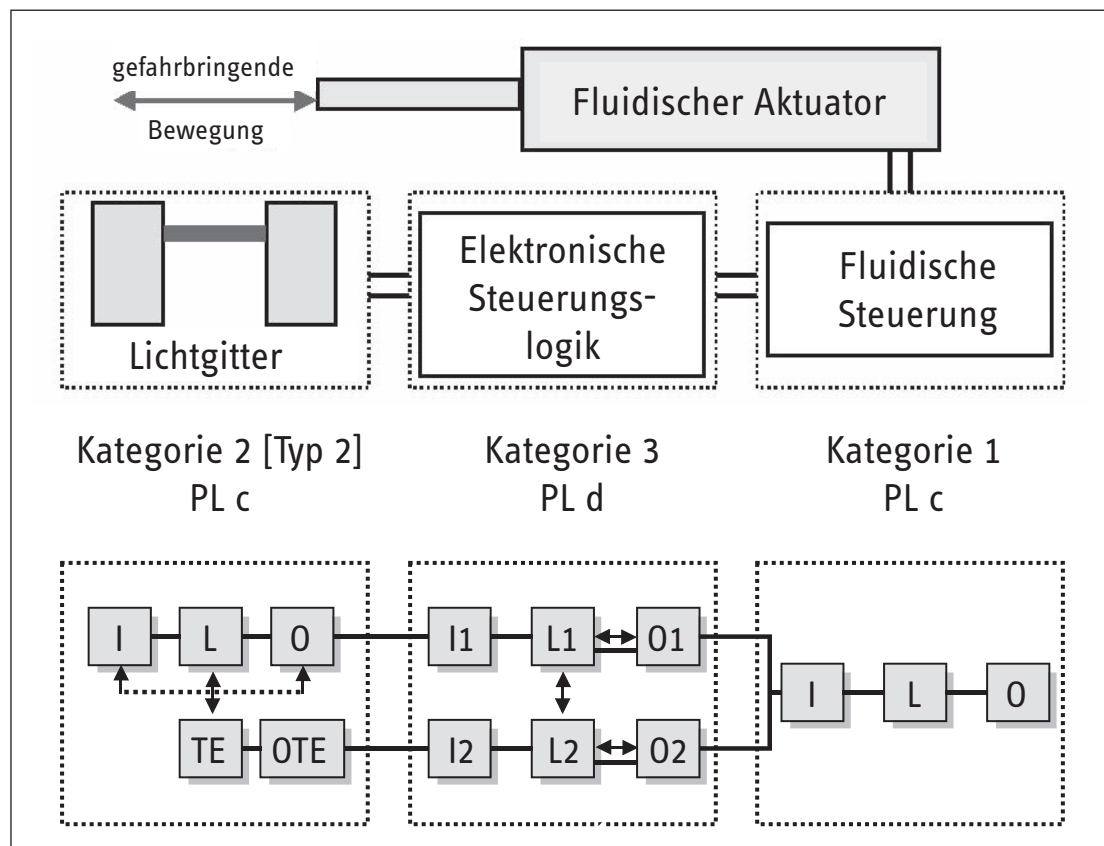 gefahrbringende
Bewegung
Fluidischer Aktuator
Lichtgitter
Elektronische
Steuerungs-
logik
Fluidische
Steuerung
Kategorie 2 [Typ 2]
PL c
Kategorie 3
PL d
Kategorie 1
PL c
I L O
TE OTE
I1 L1 O1
I2 L2 O2
I L O